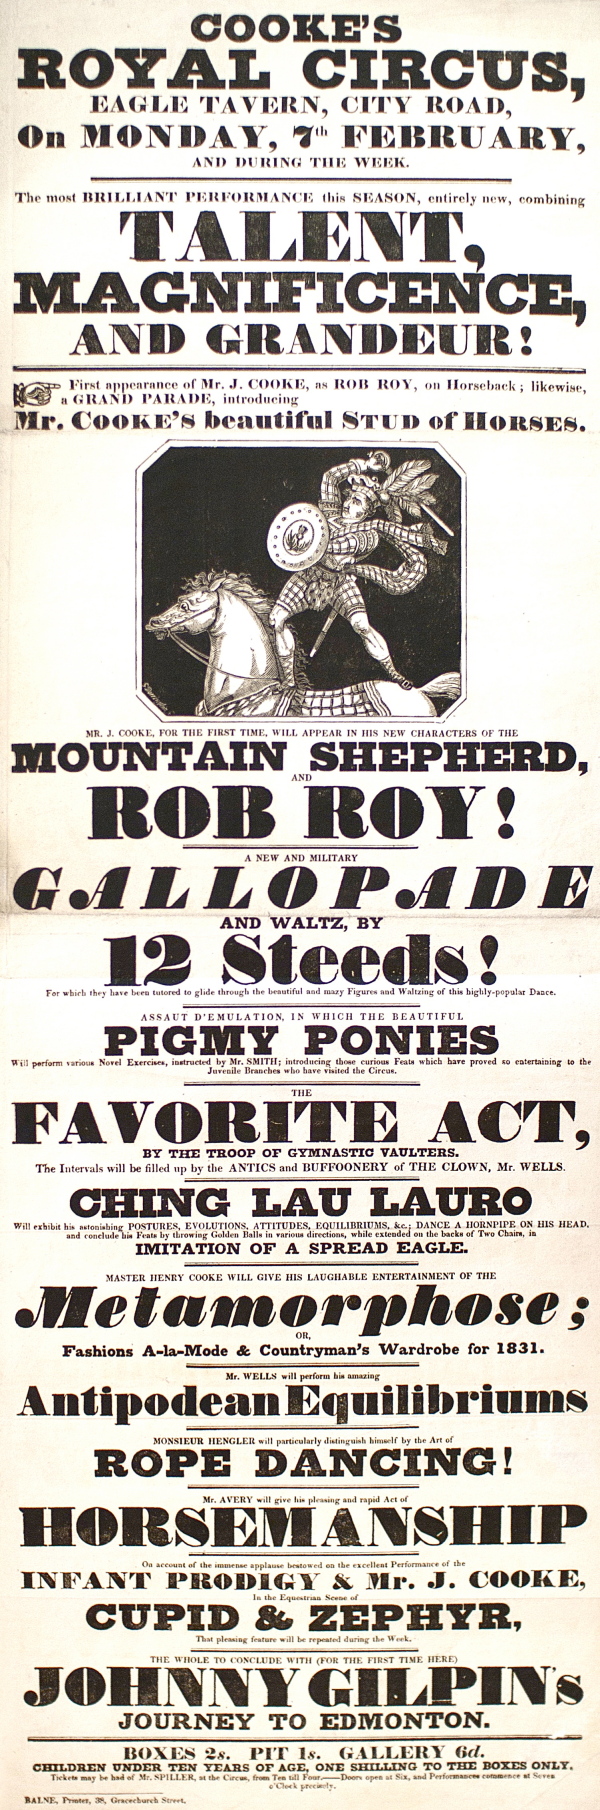 COOKE'S
ROYAL CIRCUS,
EAGLE TAVERN, CITY ROAD,
On MONDAY, 7th FEBRUARY,
AND DURING THE WEEK.
The most BRILLIANT PERFORMANCE this SEASON, entirely new, combining
TALENT,
MAGNIFICENCE,
AND GRANDEUR!
First appearance of Mr. J. COOKE, as ROB ROY, on Horseback; likewise,
a GRAND PARADE, introducing
Mr. COOKE'S beautiful STUD of HORSES.
MR. J. COOKE, FOR THE FIRST TIME, WILL APPEAR IN HIS NEW CHARACTERS OF THE
MOUNTAIN SHEPHERD,
AND
ROB ROY!
A NEW AND MILITARY
GALLOPADE
AND WALTZ, BY
12 Steeds!
For which they have been tutored to glide through the beautiful and mazy Figures and Waltzing of this highly-popular Dance.
ASSAUT D'EMULATION, IN WHICH THE BEAUTIFUL
PIGMY PONIES
Will perform various Novel Exercises, instructed by Mr. SMITH; introducing those curious Feats which have proved so entertaining to the
Juvenile Branches who have visited the Circus.
THE
FAVORITE ACT,
BY THE TROOP OF GYMNASTIC VAULTERS.
The Intervals will be filled up by the ANTICS and BUFFOONERY of THE CLOWN, Mr. WELLS.
CHING LAU LAURO
Will exhibit his astonishing POSTURES, EVOLUTIONS, ATTITUDES, EQUILIBRIUMS, &c.; DANCE A HORNPIPE ON HIS HEAD,
and conclude his Feats by throwing Golden Balls in various directions, while extended on the backs of Two Chairs, in
IMITATION OF A SPREAD EAGLE.
MASTER HENRY COOKE WILL GIVE HIS LAUGHABLE ENTERTAINMENT OF THE
Metamorphose;
OR,
Fashions A-la-Mode & Countryman's Wardrobe for 1831.
Mr. WELLS will perform his amazing
Antipodean Equilibriums
MONSIEUR HENGLER will particularly distinguish himself by the Art of
ROPE DANCING!
Mr. AVERY will give his pleasing and rapid Act of
HORSEMANSHIP
On account of the immense applause bestowed on the excellent Performance of the
INFANT PRODIGY & Mr. J. COOKE,
In the Equestrian Scene of
CUPID & ZEPHYR,
That pleasing feature will be repeated during the Week.
THE WHOLE TO CONCLUDE WITH (FOR THE FIRST TIME HERE)
JOHNNY GILPIN's
JOURNEY TO EDMONTON.
BOXES 2s. PIT 1s. GALLERY 6d.
CHILDREN UNDER TEN YEARS OF AGE, ONE SHILLING TO THE BOXES ONLY.
Tickets may be had of Mr. SPILLER, at the Circus, from Ten till Four.—Doors open at Six, and Performances commence at Seven
o'Clock precisely.
BALNE, Printer, 38, Gracechurch Street.